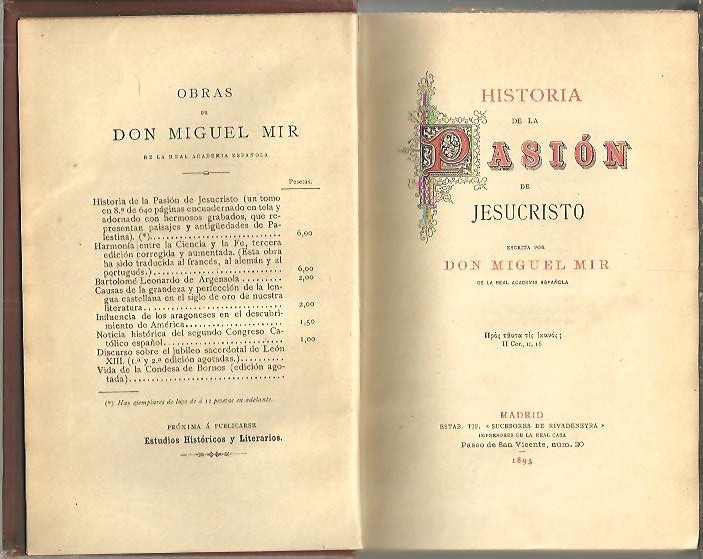 OBRAS
DE
DON MIGUEL MIR
DE LA REAL ACADEMIA ESPAÑOLA
Pesetas.
Historia de la Pasión de Jesucristo (un tomo
en 8.º de 640 páginas encuadernado en tela y
adornado con hermosos grabados, que re-
presentan paisajes y antigüedades de Pa-
lestina). (*).................... 6,00
Harmonía entre la Ciencia y la Fe, tercera
edición corregida y aumentada. (Esta obra
ha sido traducida al francés, al alemán y al
portugués.).................... 6,00
Bartolomé Leonardo de Argensola......... 2,00
Causas de la grandeza y perfección de la len-
gua castellana en el siglo de oro de nuestra
literatura.................... 2,00
Influencia de los aragoneses en el descubri-
miento de América.................... 1,50
Noticia histórica del segundo Congreso Ca-
tólico español.................... 1,00
Discurso sobre el jubileo sacerdotal de León
XIII. (1.ª y 2.ª edición agotadas.)..........
Vida de la Condesa de Bornos (edición ago-
tada)....................
(*) Hay ejemplares de lujo de á 12 pesetas en adelante.
PRÓXIMA Á PUBLICARSE
Estudios Históricos y Literarios.
HISTORIA
DE LA
PASIÓN
DE
JESUCRISTO
ESCRITA POR
DON MIGUEL MIR
DE LA REAL ACADEMIA ESPAÑOLA
Πρὸς ταῦτα τίς ἱκανός;
II Cor., II, 16
MADRID
ESTAB. TIP. «SUCESORES DE RIVADENEYRA»
IMPRESORES DE LA REAL CASA
Paseo de San Vicente, núm. 20
1893